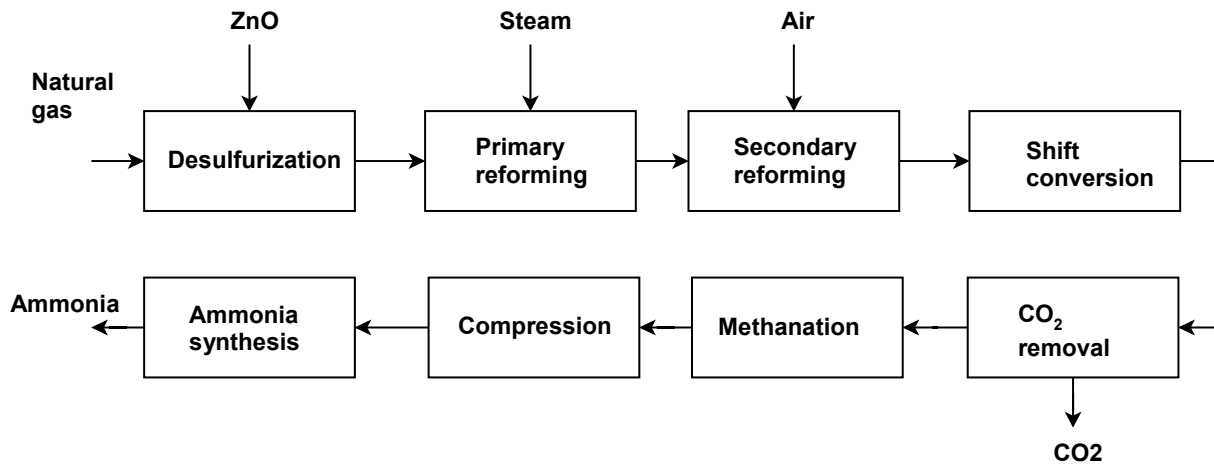 ZnO
Steam
Air
Natural
gas
Desulfurization
Primary
reforming
Secondary
reforming
Shift
conversion
Ammonia
Ammonia
synthesis
Compression
Methanation
CO₂
removal
CO2